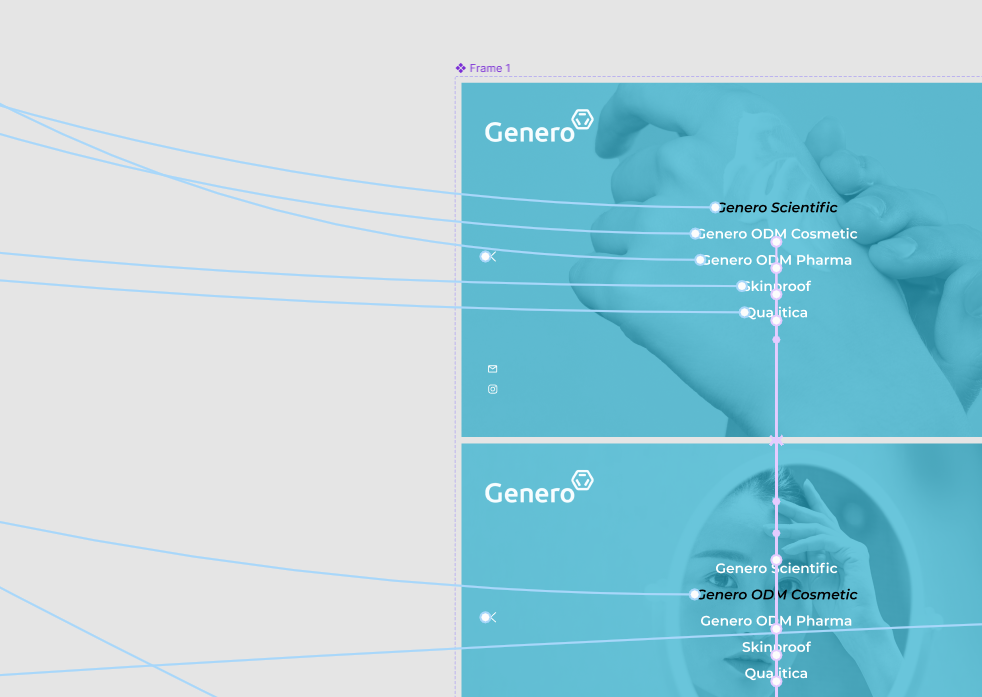 Frame 1
Genero
Genero Scientific
Genero ODM Cosmetic
Genero ODM Pharma
Skinproof
Qualitica
Genero
Genero Scientific
Genero ODM Cosmetic
Genero ODM Pharma
Skinproof
Qualitica